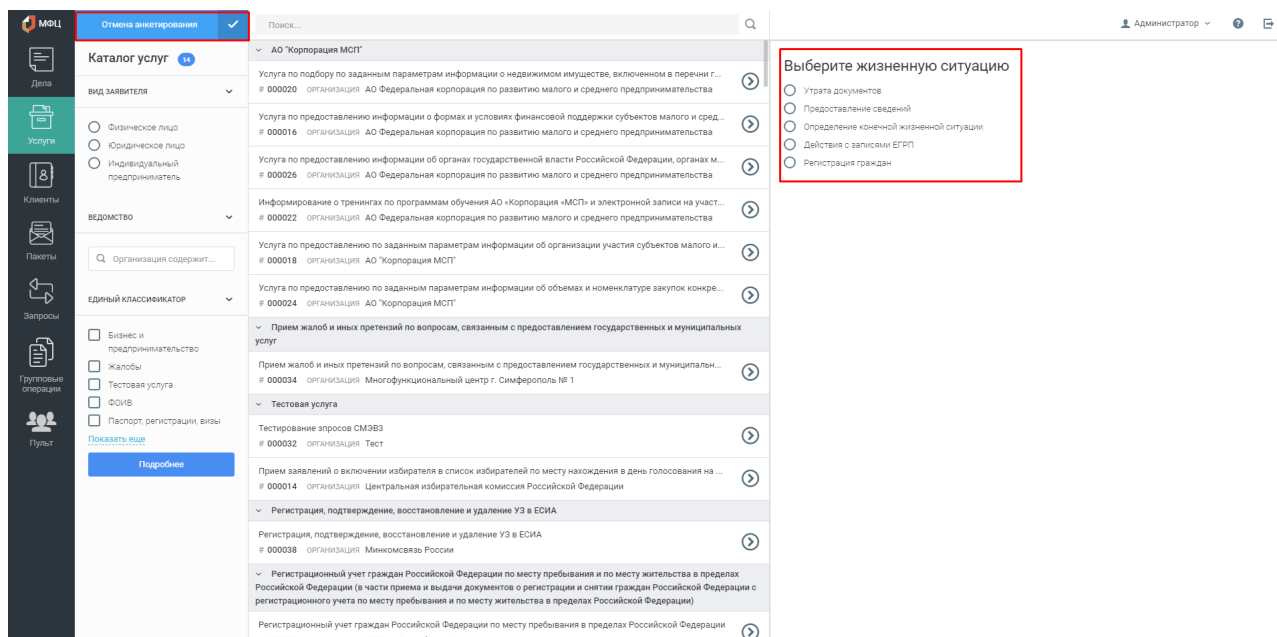 МФЦ
Отмена анкетирования
Поиск...
Администратор
Дела
Услуги
Клиенты
Пакеты
Запросы
Групповые
операции
Пульт
Каталог услуг 14
ВИД ЗАЯВИТЕЛЯ
Физическое лицо
Юридическое лицо
Индивидуальный
предприниматель
ВЕДОМСТВО
Организация содержит...
ЕДИНЫЙ КЛАССИФИКАТОР
Бизнес и
предпринимательство
Жалобы
Тестовая услуга
ФОИВ
Паспорт, регистрации, визы
Показать еще
Подробнее
АО "Корпорация МСП"
Услуга по подбору по заданным параметрам информации о недвижимом имуществе, включенном в перечни г...
# 000020 ОРГАНИЗАЦИЯ АО Федеральная корпорация по развитию малого и среднего предпринимательства
Услуга по предоставлению информации о формах и условиях финансовой поддержки субъектов малого и сред...
# 000016 ОРГАНИЗАЦИЯ АО Федеральная корпорация по развитию малого и среднего предпринимательства
Услуга по предоставлению информации об органах государственной власти Российской Федерации, органах м...
# 000026 ОРГАНИЗАЦИЯ АО Федеральная корпорация по развитию малого и среднего предпринимательства
Информирование о тренингах по программам обучения АО «Корпорация «МСП» и электронной записи на участ...
# 000022 ОРГАНИЗАЦИЯ АО Федеральная корпорация по развитию малого и среднего предпринимательства
Услуга по предоставлению по заданным параметрам информации об организации участия субъектов малого и...
# 000018 ОРГАНИЗАЦИЯ АО "Корпорация МСП"
Услуга по предоставлению по заданным параметрам информации об объемах и номенклатуре закупок конкре...
# 000024 ОРГАНИЗАЦИЯ АО "Корпорация МСП"
Прием жалоб и иных претензий по вопросам, связанным с предоставлением государственных и муниципальных
услуг
Прием жалоб и иных претензий по вопросам, связанным с предоставлением государственных и муниципальн...
# 000034 ОРГАНИЗАЦИЯ Многофункциональный центр г. Симферополь № 1
Тестовая услуга
Тестирование зпросов СМЭВ3
# 000032 ОРГАНИЗАЦИЯ Тест
Прием заявлений о включении избирателя в список избирателей по месту нахождения в день голосования на ...
# 000014 ОРГАНИЗАЦИЯ Центральная избирательная комиссия Российской Федерации
Регистрация, подтверждение, восстановление и удаление УЗ в ЕСИА
Регистрация, подтверждение, восстановление и удаление УЗ в ЕСИА
# 000038 ОРГАНИЗАЦИЯ Минкомсвязь России
Регистрационный учет граждан Российской Федерации по месту пребывания и по месту жительства в пределах
Российской Федерации (в части приема и выдачи документов о регистрации и снятии граждан Российской Федерации с
регистрационного учета по месту пребывания и по месту жительства в пределах Российской Федерации)
Регистрационный учет граждан Российской Федерации по месту пребывания в пределах Российской Федерации
Выберите жизненную ситуацию
Утрата документов
Предоставление сведений
Определение конечной жизненной ситуации
Действия с записями ЕГРП
Регистрация граждан